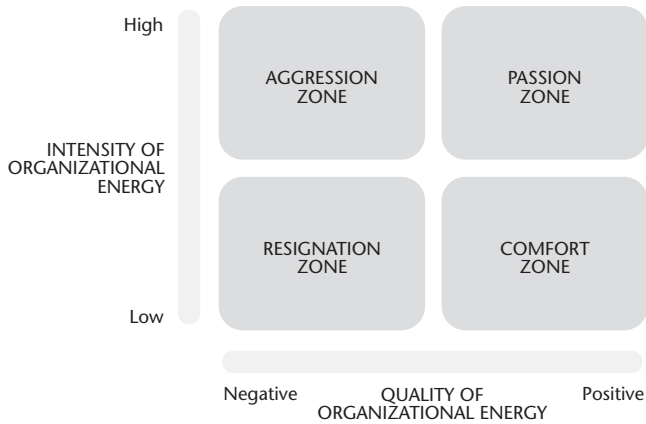 High
AGGRESSION
ZONE
PASSION
ZONE
INTENSITY OF
ORGANIZATIONAL
ENERGY
RESIGNATION
ZONE
COMFORT
ZONE
Low
Negative
QUALITY OF
ORGANIZATIONAL ENERGY
Positive